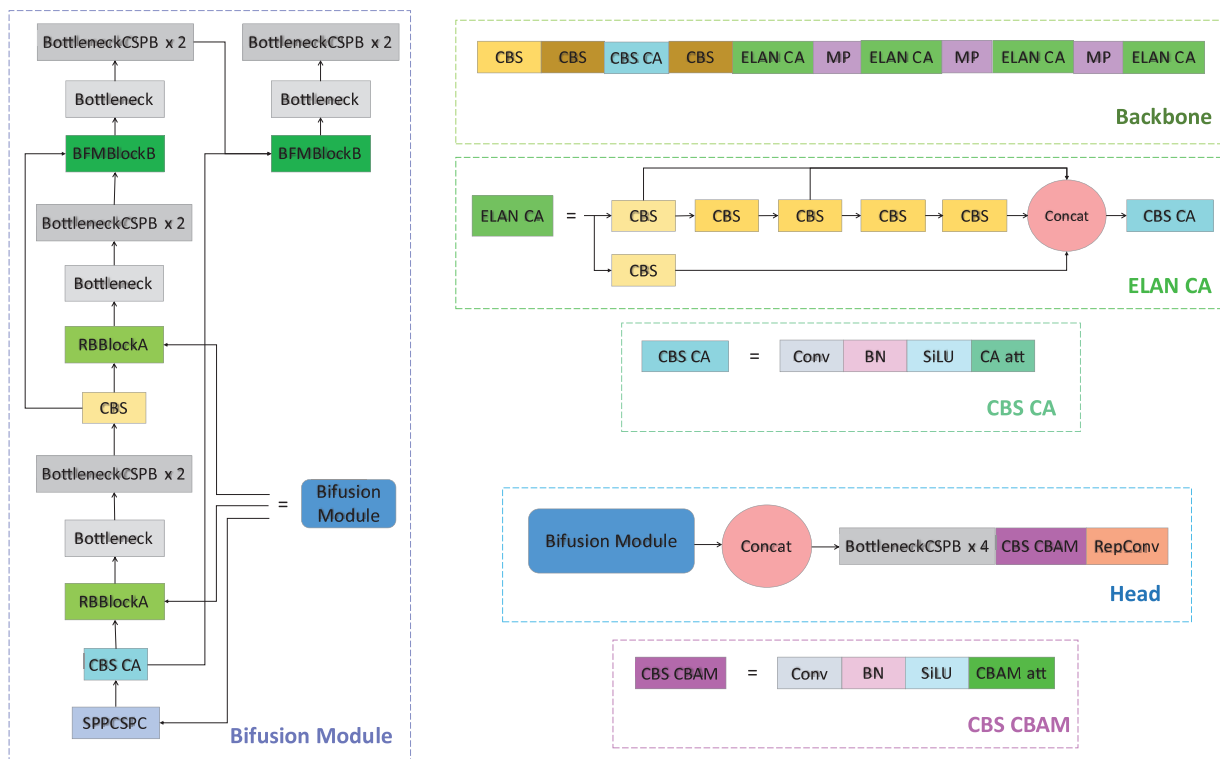 BottleneckCSPB x 2
BottleneckCSPB x 2
Bottleneck
Bottleneck
BFMBlockB
BFMBlockB
BottleneckCSPB x 2
Bottleneck
RBBlockA
CBS
BottleneckCSPB x 2
=
Bifusion
Module
Bottleneck
RBBlockA
CBS CA
SPPCSPC
Bifusion Module
CBS CBS CBS CA CBS ELAN CA MP ELAN CA MP ELAN CA MP ELAN CA
Backbone
ELAN CA = CBS CBS CBS CBS CBS Concat CBS CA
CBS
ELAN CA
CBS CA = Conv BN SiLU CA att
CBS CA
Bifusion Module Concat BottleneckCSPB x 4 CBS CBAM RepConv
Head
CBS CBAM = Conv BN SiLU CBAM att
CBS CBAM